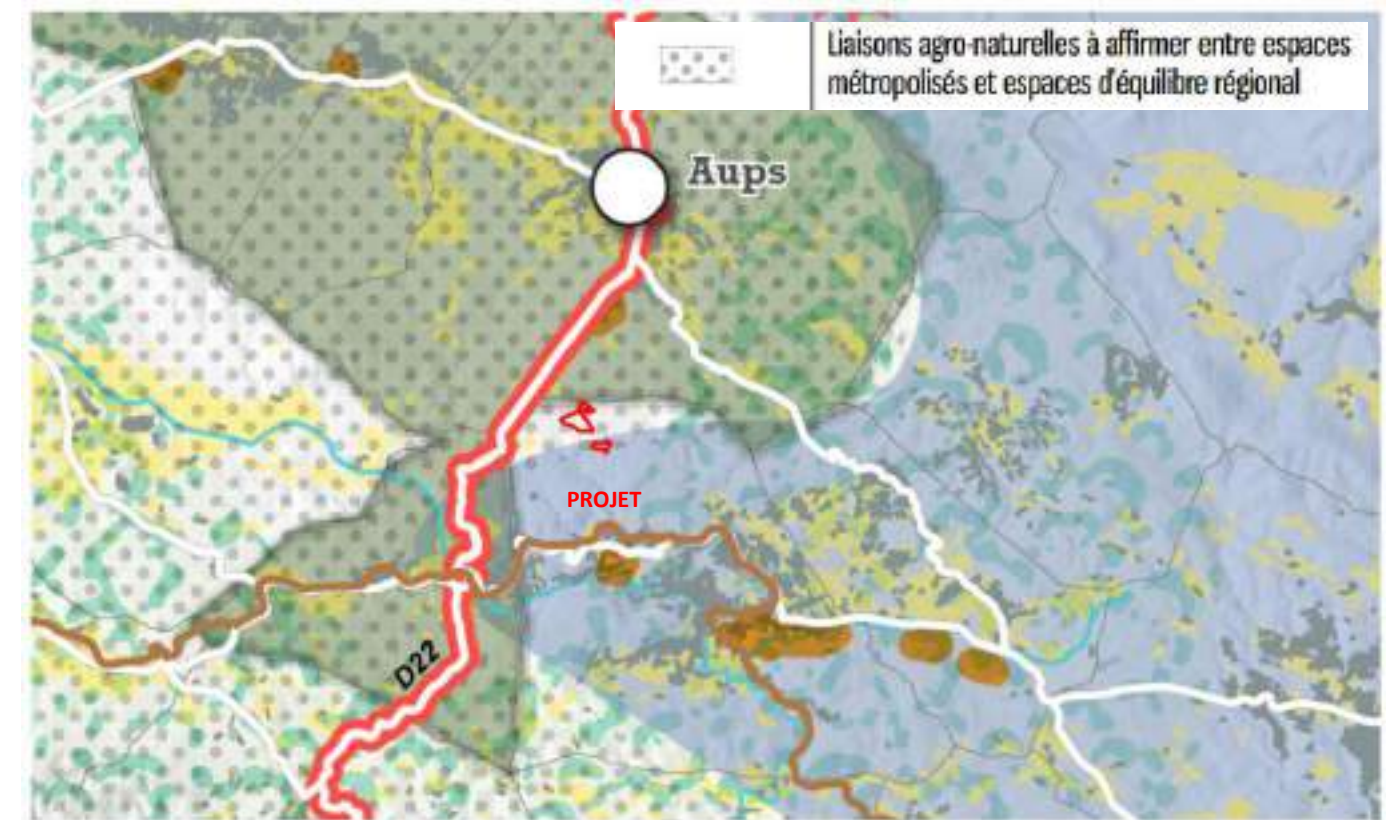 Liaisons agro-naturelles à affirmer entre espaces
métropolisés et espaces d'équilibre régional
Aups
PROJET
D22